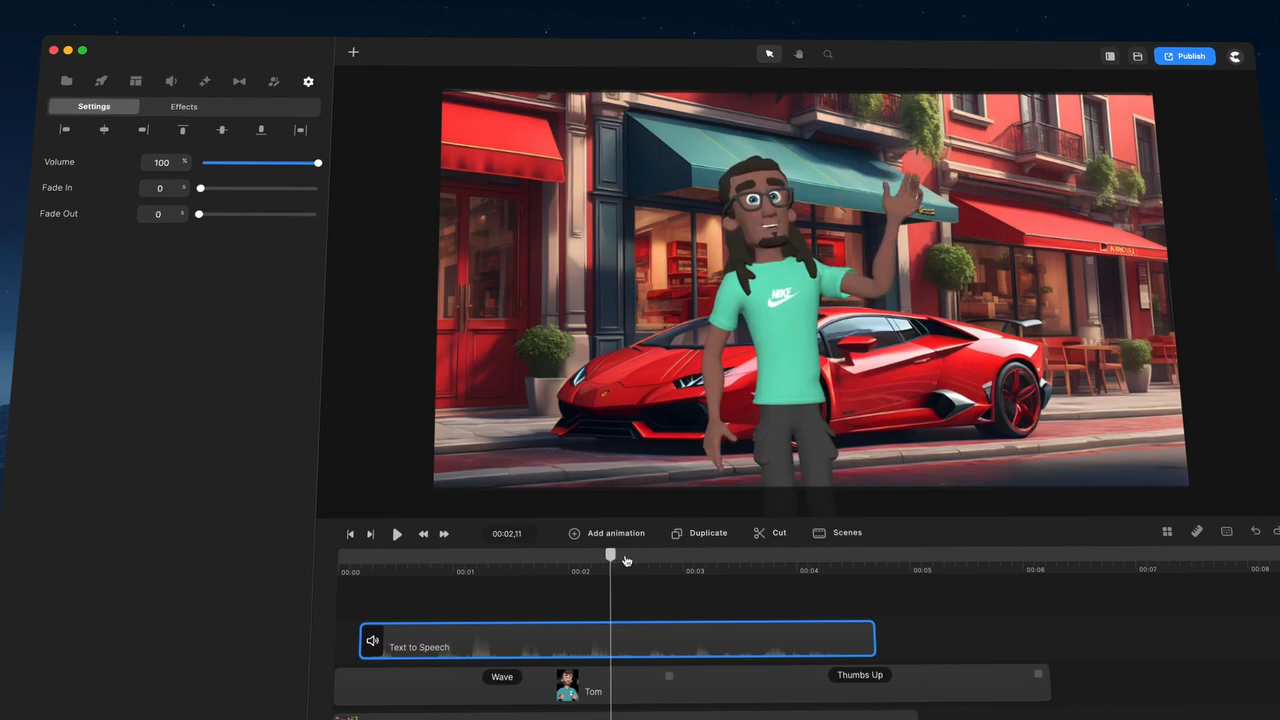 Publish
Settings
Effects
Volume
100
%
Fade In
0
s
Fade Out
0
s
NIKE
00:02,11
Add animation
Duplicate
Cut
Scenes
00:00
00:01
00:02
00:03
00:04
00:05
00:06
00:07
00:08
Text to Speech
Wave
Tom
Thumbs Up